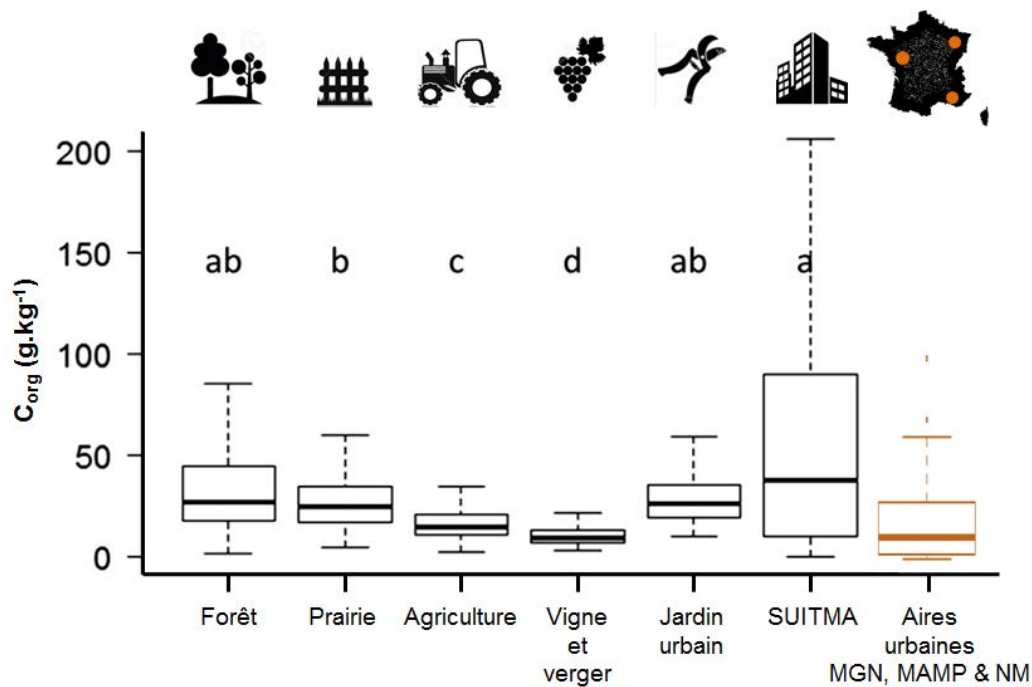 200
150
100
50
0
C_org (g.kg⁻¹)
ab
b
c
d
ab
a
Forêt
Prairie
Agriculture
Vigne
et
verger
Jardin
urbain
SUITMA
Aires
urbaines
MGN, MAMP & NM